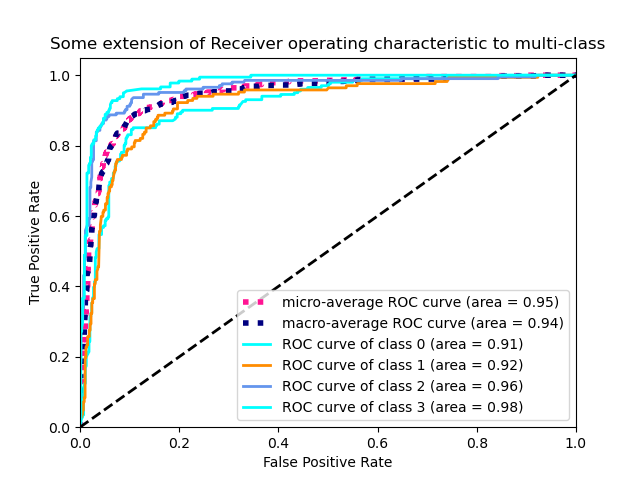 Some extension of Receiver operating characteristic to multi-class
1.0
0.8
0.6
0.4
0.2
0.0
True Positive Rate
micro-average ROC curve (area = 0.95)
macro-average ROC curve (area = 0.94)
ROC curve of class 0 (area = 0.91)
ROC curve of class 1 (area = 0.92)
ROC curve of class 2 (area = 0.96)
ROC curve of class 3 (area = 0.98)
0.0 0.2 0.4 0.6 0.8 1.0
False Positive Rate